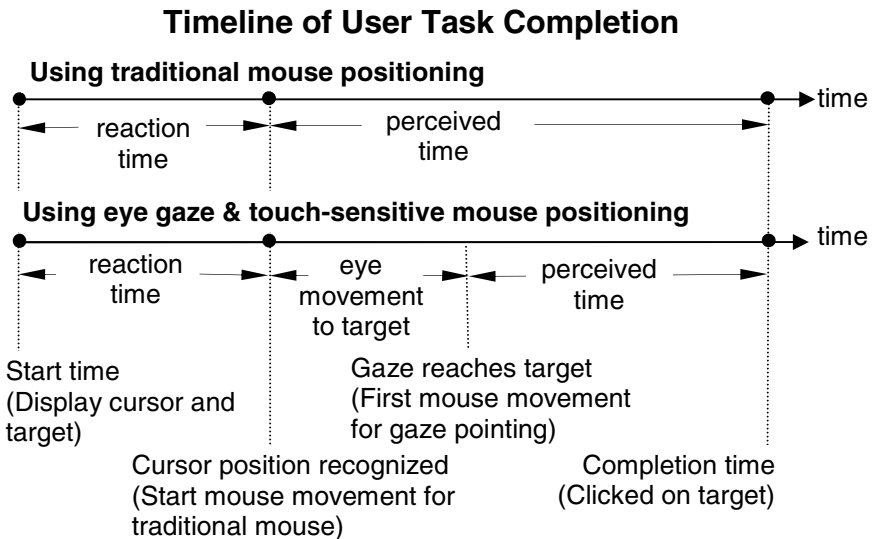 Timeline of User Task Completion
Using traditional mouse positioning
time
reaction
time
perceived
time
Using eye gaze & touch-sensitive mouse positioning
time
reaction
time
eye
movement
to target
perceived
time
Start time
(Display cursor and
target)
Gaze reaches target
(First mouse movement
for gaze pointing)
Cursor position recognized
(Start mouse movement for
traditional mouse)
Completion time
(Clicked on target)